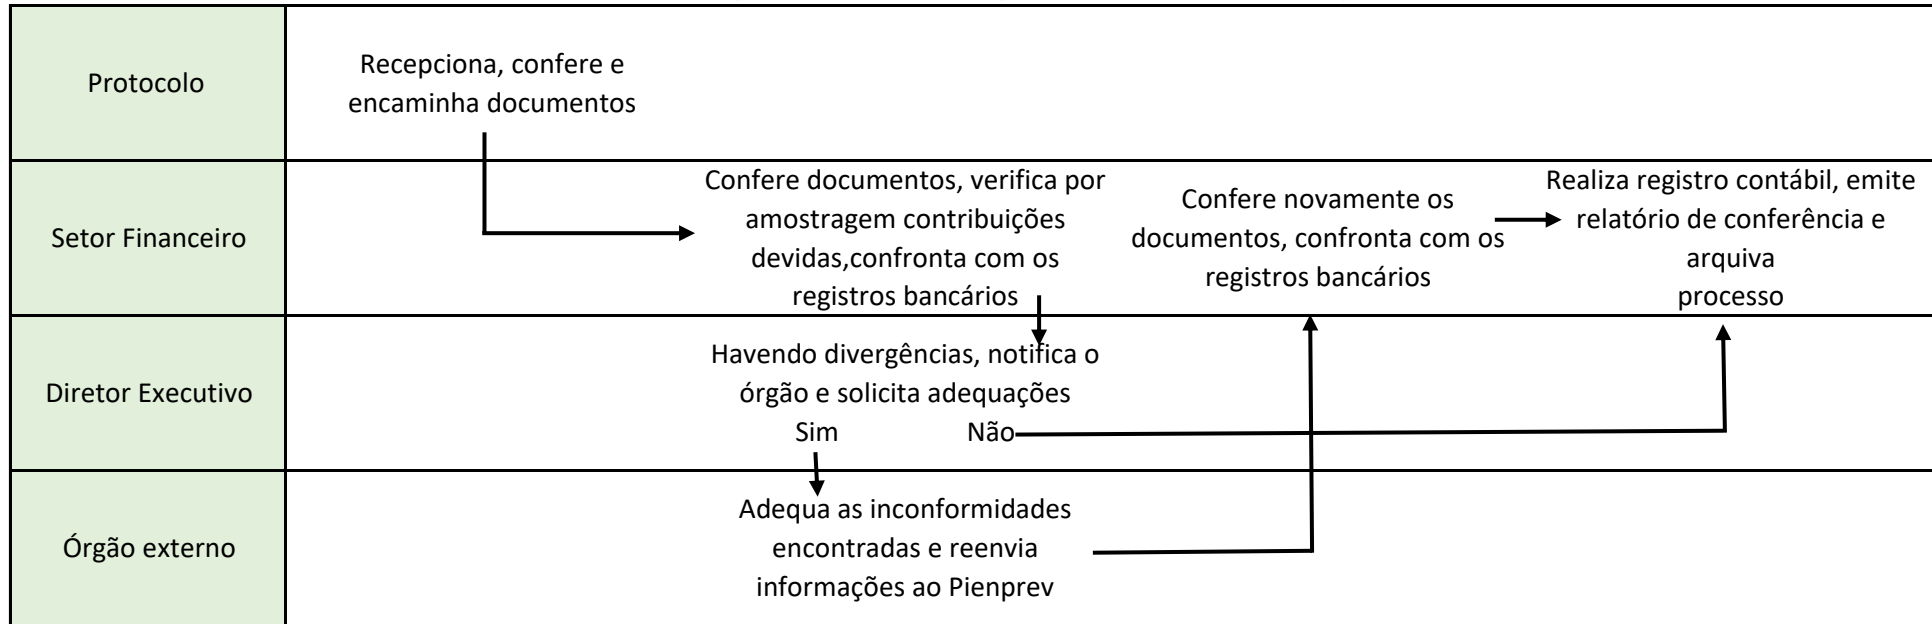 Protocolo
Recepciona, confere e
encaminha documentos
Setor Financeiro
Confere documentos, verifica por
amostragem contribuições
devidas,confronta com os
registros bancários
Confere novamente os
documentos, confronta com os
registros bancários
Realiza registro contábil, emite
relatório de conferência e
arquiva
processo
Diretor Executivo
Havendo divergências, notifica o
órgão e solicita adequações
Sim Não
Órgão externo
Adequa as inconformidades
encontradas e reenvia
informações ao Pienprev